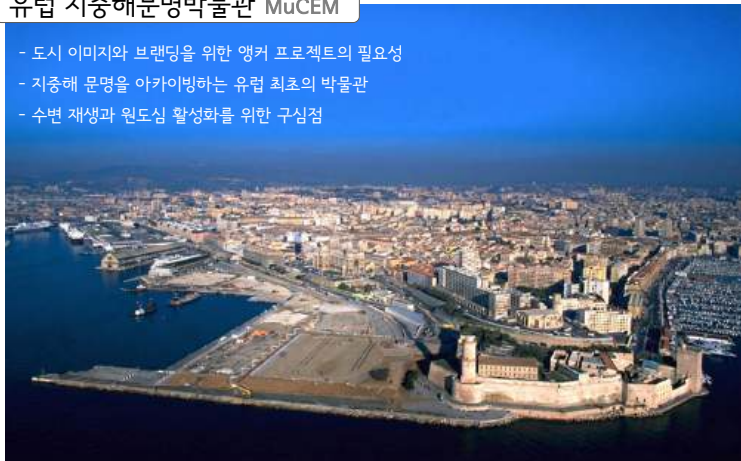 유럽 지중해문명박물관 MuCEM
- 도시 이미지와 브랜딩을 위한 앵커 프로젝트의 필요성
- 지중해 문명을 아카이빙하는 유럽 최초의 박물관
- 수변 재생과 원도심 활성화를 위한 구심점